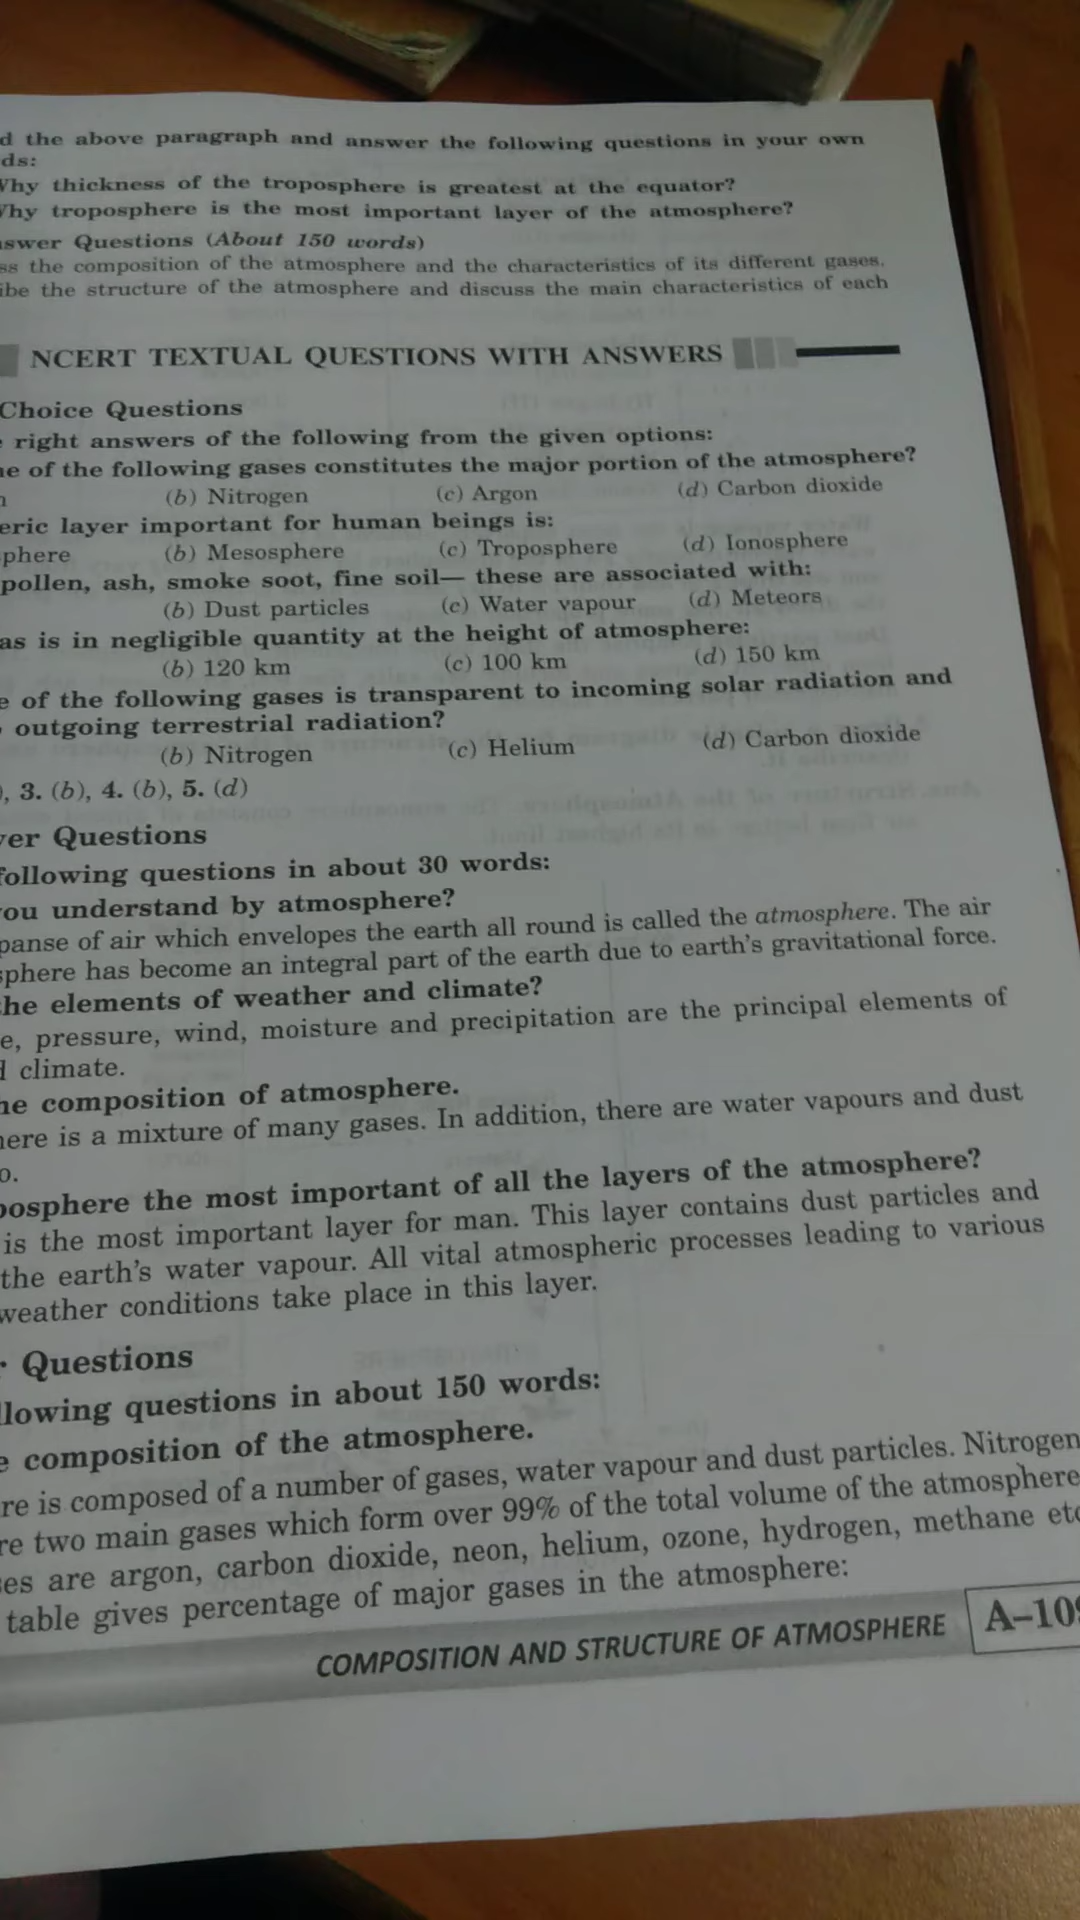 d the above paragraph and answer the following questions in your own
ds:
Why thickness of the troposphere is greatest at the equator?
Why troposphere is the most important layer of the atmosphere?
nswer Questions (About 150 words)
ss the composition of the atmosphere and the characteristics of its different gases.
ibe the structure of the atmosphere and discuss the main characteristics of each
NCERT TEXTUAL QUESTIONS WITH ANSWERS
Choice Questions
right answers of the following from the given options:
ne of the following gases constitutes the major portion of the atmosphere?
(b) Nitrogen (c) Argon (d) Carbon dioxide
eric layer important for human beings is:
sphere (b) Mesosphere (c) Troposphere (d) Ionosphere
pollen, ash, smoke soot, fine soil— these are associated with:
(b) Dust particles (c) Water vapour (d) Meteors
as is in negligible quantity at the height of atmosphere:
(b) 120 km (c) 100 km (d) 150 km
e of the following gases is transparent to incoming solar radiation and
outgoing terrestrial radiation?
(b) Nitrogen (c) Helium (d) Carbon dioxide
), 3. (b), 4. (b), 5. (d)
ver Questions
following questions in about 30 words:
you understand by atmosphere?
panse of air which envelopes the earth all round is called the atmosphere. The air
sphere has become an integral part of the earth due to earth's gravitational force.
the elements of weather and climate?
e, pressure, wind, moisture and precipitation are the principal elements of
d climate.
he composition of atmosphere.
here is a mixture of many gases. In addition, there are water vapours and dust
o.
posphere the most important of all the layers of the atmosphere?
is the most important layer for man. This layer contains dust particles and
the earth's water vapour. All vital atmospheric processes leading to various
weather conditions take place in this layer.
r Questions
llowing questions in about 150 words:
e composition of the atmosphere.
re is composed of a number of gases, water vapour and dust particles. Nitrogen
re two main gases which form over 99% of the total volume of the atmosphere
ses are argon, carbon dioxide, neon, helium, ozone, hydrogen, methane etc
table gives percentage of major gases in the atmosphere:
COMPOSITION AND STRUCTURE OF ATMOSPHERE A–109